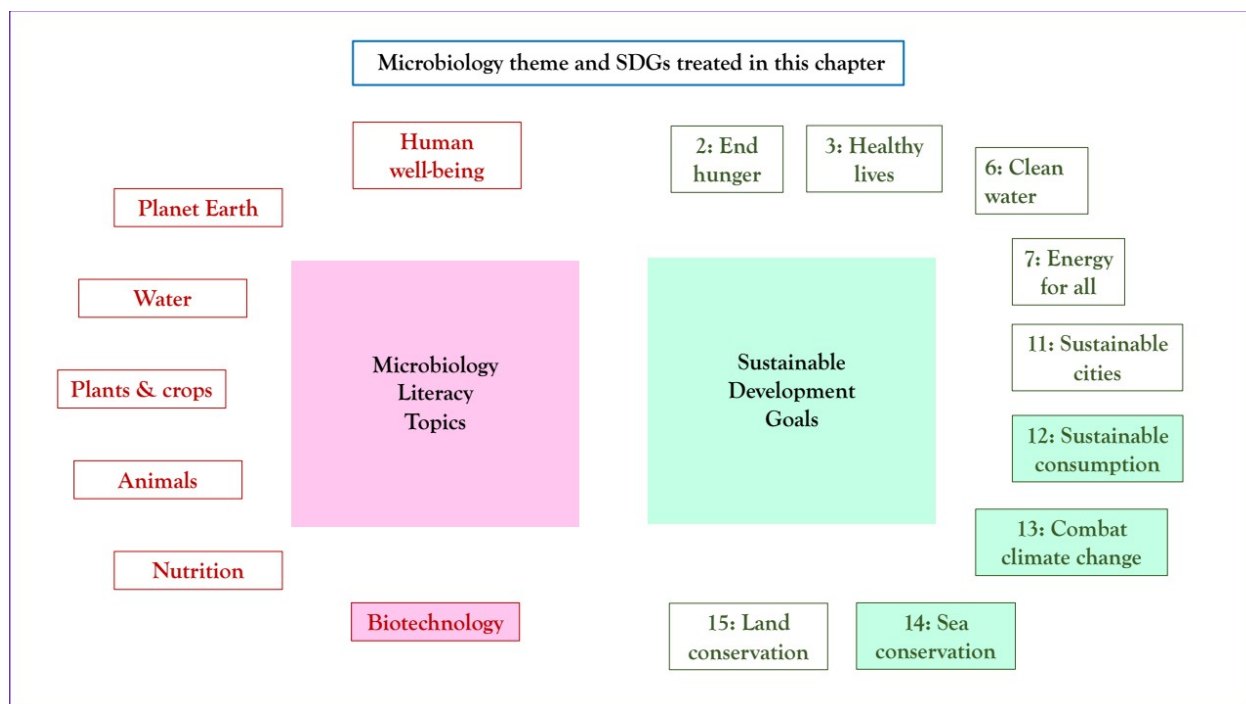 Microbiology theme and SDGs treated in this chapter
Human
well-being
Planet Earth
Water
Plants & crops
Animals
Nutrition
Biotechnology
Microbiology
Literacy
Topics
Sustainable
Development
Goals
2: End
hunger
3: Healthy
lives
6: Clean
water
7: Energy
for all
11: Sustainable
cities
12: Sustainable
consumption
13: Combat
climate change
14: Sea
conservation
15: Land
conservation